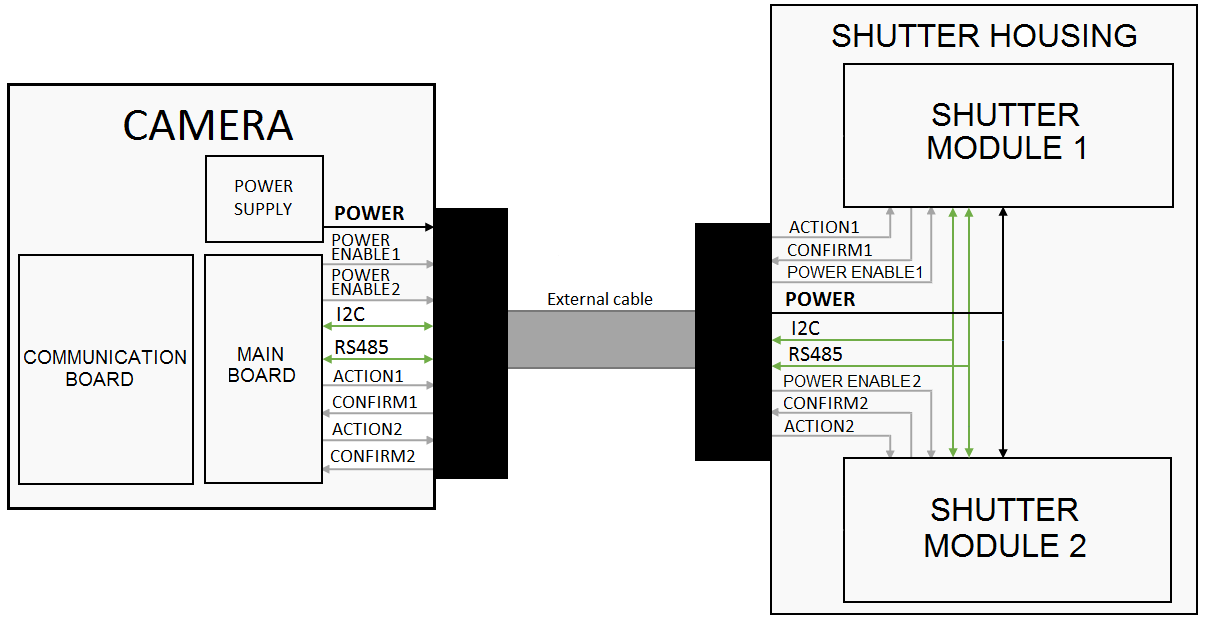 CAMERA
POWER
SUPPLY
POWER
POWER
ENABLE1
POWER
ENABLE2
I2C
RS485
ACTION1
CONFIRM1
ACTION2
CONFIRM2
COMMUNICATION
BOARD
MAIN
BOARD
External cable
SHUTTER HOUSING
SHUTTER
MODULE 1
ACTION1
CONFIRM1
POWER ENABLE1
POWER
I2C
RS485
POWER ENABLE2
CONFIRM2
ACTION2
SHUTTER
MODULE 2